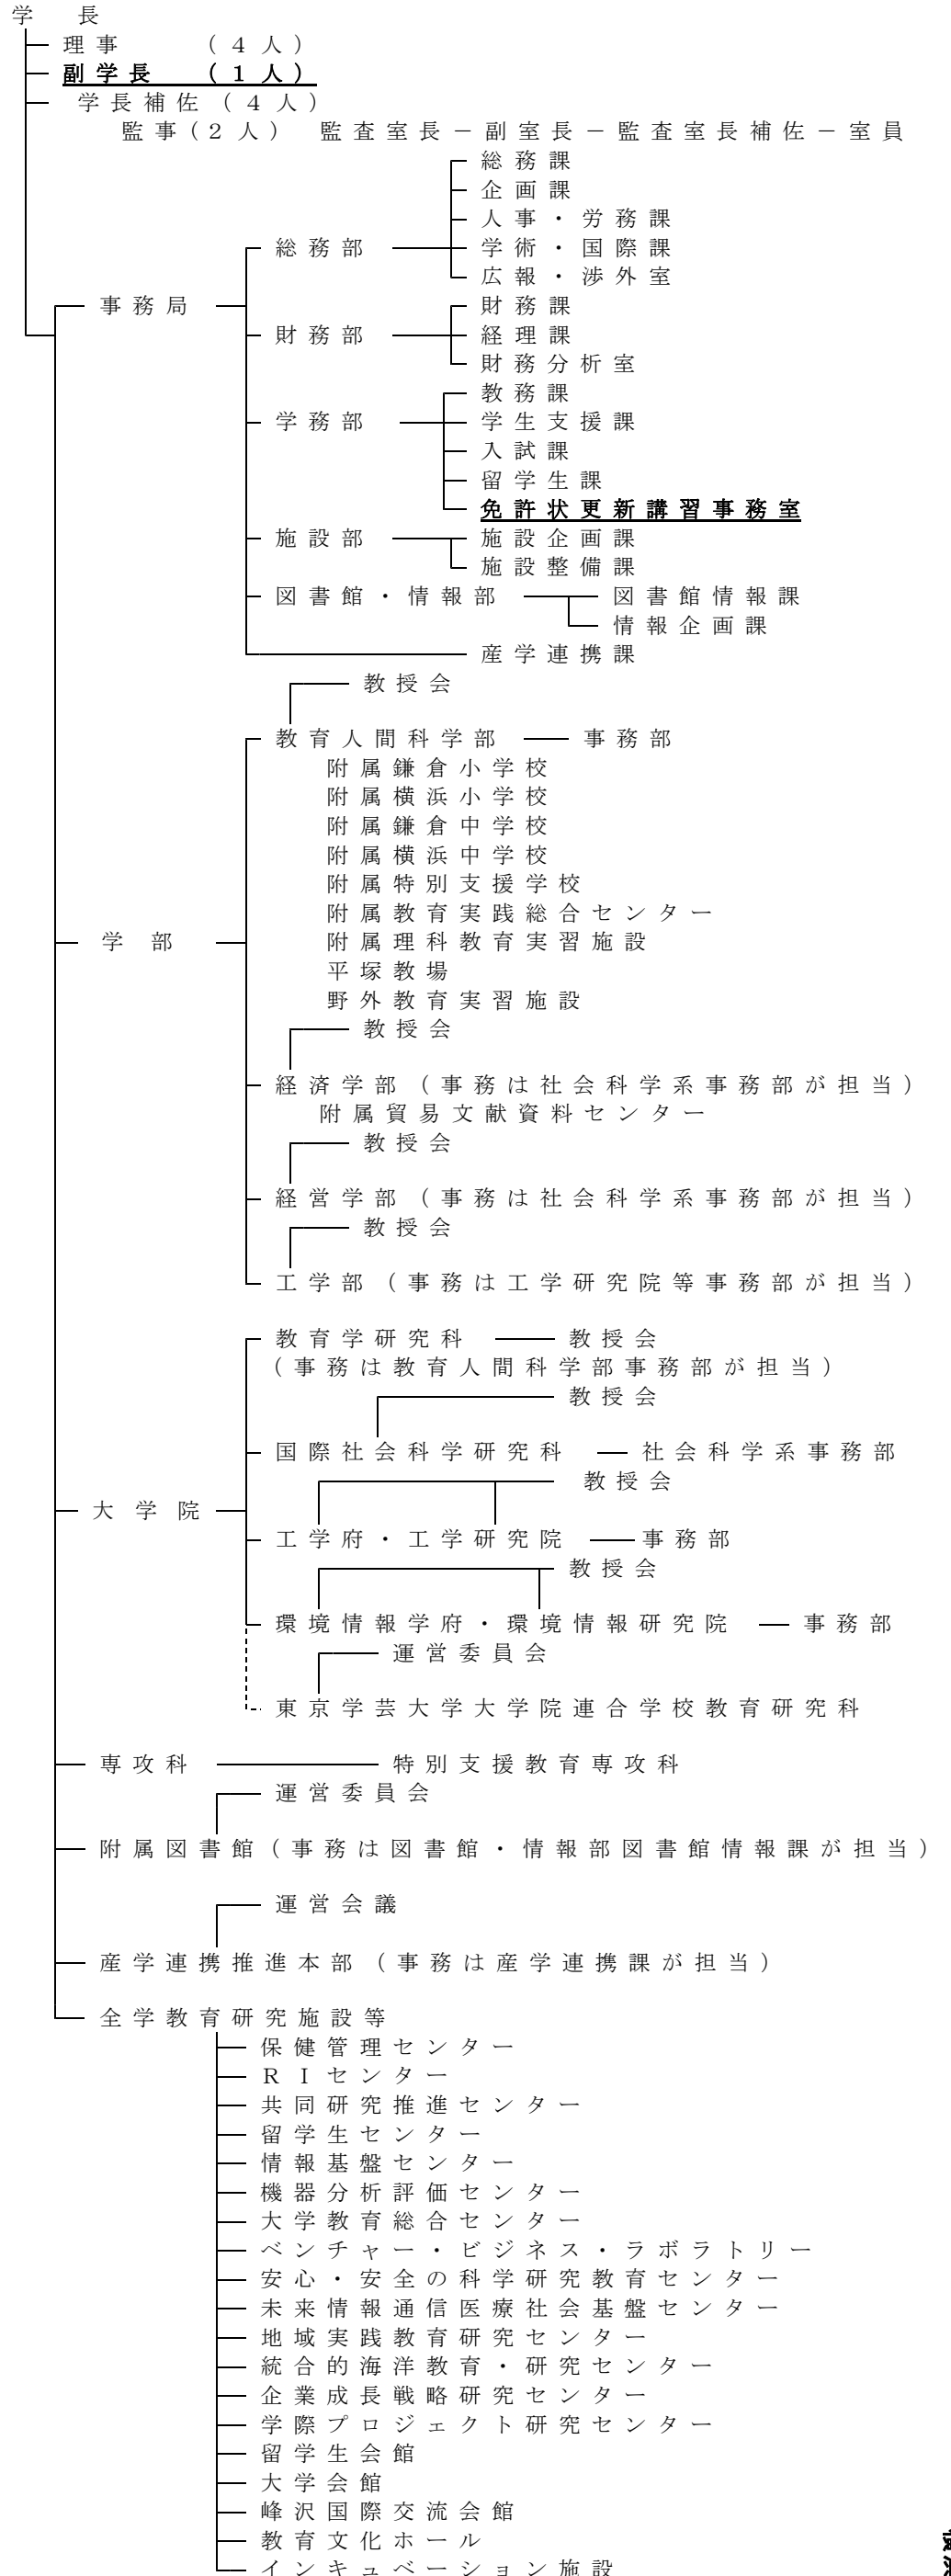 学 長
理事 (４人)
副学長 (１人)
学長補佐(４人)
監事(２人) 監査室長－副室長－監査室長補佐－室員
総務課
企画課
人事・労務課
総務部 学術・国際課
広報・渉外室
事務局 財務課
財務部 経理課
財務分析室
教務課
学務部 学生支援課
入試課
留学生課
免許状更新講習事務室
施設部 施設企画課
施設整備課
図書館・情報部 図書館情報課
情報企画課
産学連携課
教授会
教育人間科学部 事務部
附属鎌倉小学校
附属横浜小学校
附属鎌倉中学校
附属横浜中学校
附属特別支援学校
附属教育実践総合センター
学部 附属理科教育実習施設
平塚教場
野外教育実習施設
教授会
経済学部(事務は社会科学系事務部が担当)
附属貿易文献資料センター
教授会
経営学部(事務は社会科学系事務部が担当)
教授会
工学部(事務は工学研究院等事務部が担当)
教育学研究科 教授会
(事務は教育人間科学部事務部が担当)
教授会
国際社会科学研究科 社会科学系事務部
教授会
大学院
工学府・工学研究院 事務部
教授会
環境情報学府・環境情報研究院 事務部
運営委員会
東京学芸大学大学院連合学校教育研究科
専攻科 特別支援教育専攻科
運営委員会
附属図書館(事務は図書館・情報部図書館情報課が担当)
運営会議
産学連携推進本部(事務は産学連携課が担当)
全学教育研究施設等
保健管理センター
ＲＩセンター
共同研究推進センター
留学生センター
情報基盤センター
機器分析評価センター
大学教育総合センター
ベンチャー・ビジネス・ラボラトリー
安心・安全の科学研究教育センター
未来情報通信医療社会基盤センター
地域実践教育研究センター
統合的海洋教育・研究センター
企業成長戦略研究センター
学際プロジェクト研究センター
留学生会館
大学会館
峰沢国際交流会館
教育文化ホール
インキュベーション施設